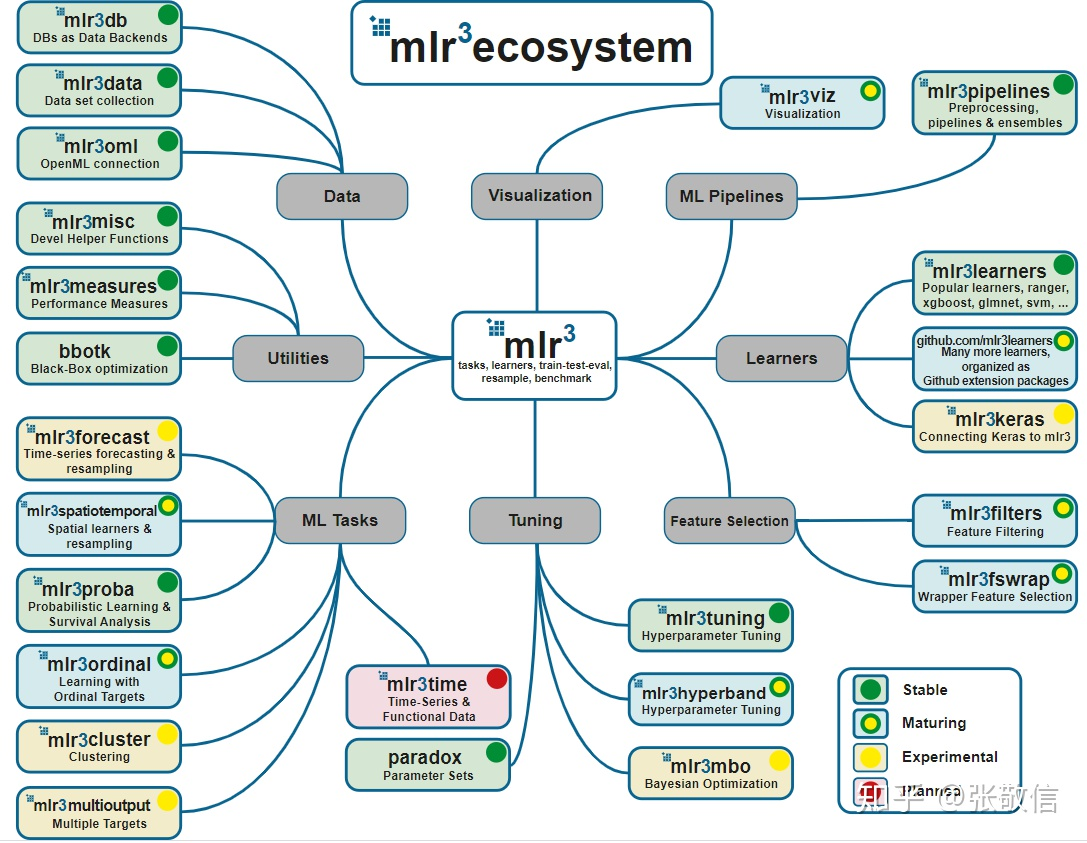 mlr3ecosystem
mlr3db
DBs as Data Backends
mlr3data
Data set collection
mlr3oml
OpenML connection
Data
Visualization
mlr3viz
Visualization
ML Pipelines
mlr3pipelines
Preprocessing,
pipelines & ensembles
mlr3misc
Devel Helper Functions
mlr3measures
Performance Measures
bbotk
Black-Box optimization
Utilities
mlr3
tasks, learners, train-test-eval,
resample, benchmark
Learners
mlr3learners
Popular learners, ranger,
xgboost, glmnet, svm, ...
github.com/mlr3learners
Many more learners,
organized as
Github extension packages
mlr3keras
Connecting Keras to mlr3
mlr3forecast
Time-series forecasting &
resampling
mlr3spatiotemporal
Spatial learners &
resampling
mlr3proba
Probabilistic Learning &
Survival Analysis
mlr3ordinal
Learning with
Ordinal Targets
mlr3cluster
Clustering
mlr3multioutput
Multiple Targets
ML Tasks
mlr3time
Time-Series &
Functional Data
Tuning
paradox
Parameter Sets
mlr3tuning
Hyperparameter Tuning
mlr3hyperband
Hyperparameter Tuning
mlr3mbo
Bayesian Optimization
Feature Selection
mlr3filters
Feature Filtering
mlr3fswrap
Wrapper Feature Selection
Stable
Maturing
Experimental
Planned
知乎 @张敬信